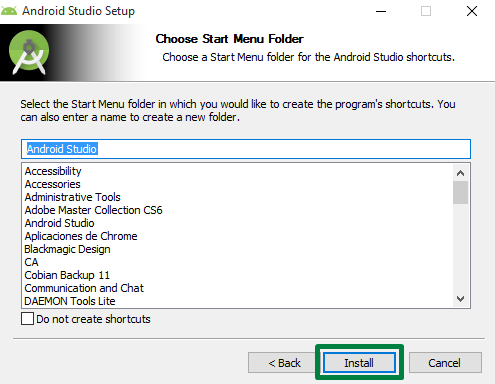 Android Studio Setup
Choose Start Menu Folder
Choose a Start Menu folder for the Android Studio shortcuts.
Select the Start Menu folder in which you would like to create the program's shortcuts. You
can also enter a name to create a new folder.
Android Studio
Accessibility
Accessories
Administrative Tools
Adobe Master Collection CS6
Android Studio
Aplicaciones de Chrome
Blackmagic Design
CA
Cobian Backup 11
Communication and Chat
DAEMON Tools Lite
Do not create shortcuts
< Back
Install
Cancel